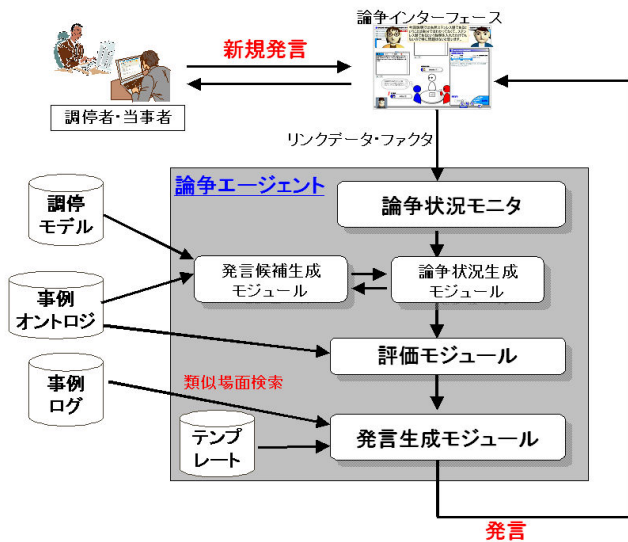 論争インターフェース
新規発言
調停者・当事者
リンクデータ・ファクタ
論争エージェント
論争状況モニタ
調停
モデル
発言候補生成
モジュール
論争状況生成
モジュール
事例
オントロジ
評価モジュール
事例
ログ
類似場面検索
テンプ
レート
発言生成モジュール
発言